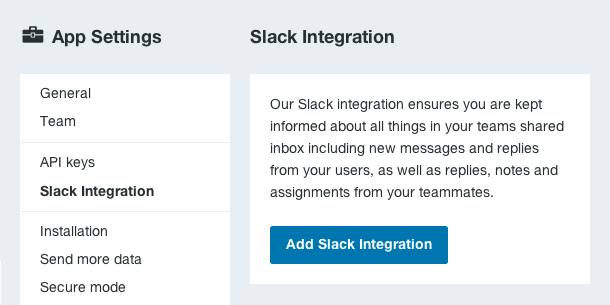 App Settings
General
Team
API keys
Slack Integration
Installation
Send more data
Secure mode
Slack Integration
Our Slack integration ensures you are kept
informed about all things in your teams shared
inbox including new messages and replies
from your users, as well as replies, notes and
assignments from your teammates.
Add Slack Integration